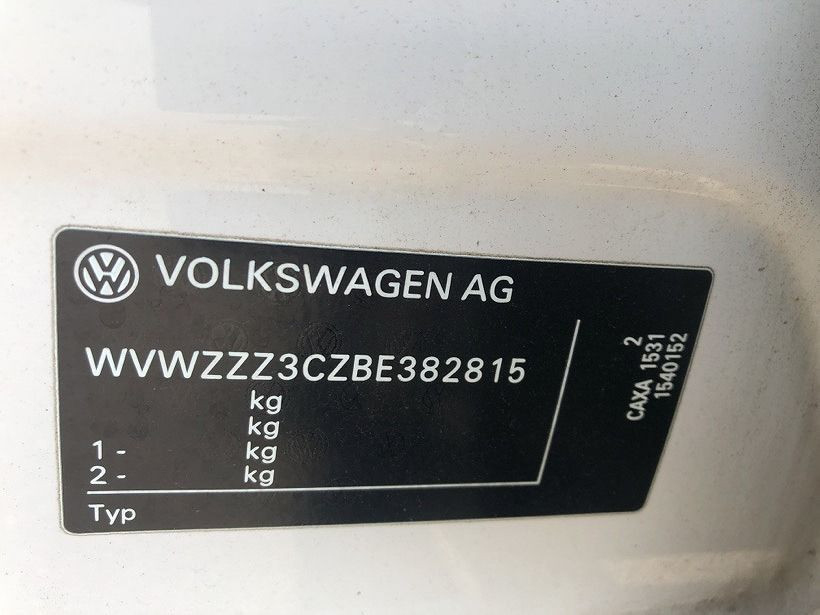 VOLKSWAGEN AG
WVWZZZ3CZBE382815
kg
kg
1 - kg
2 - kg
Typ
2
CAXA 1531
1540152